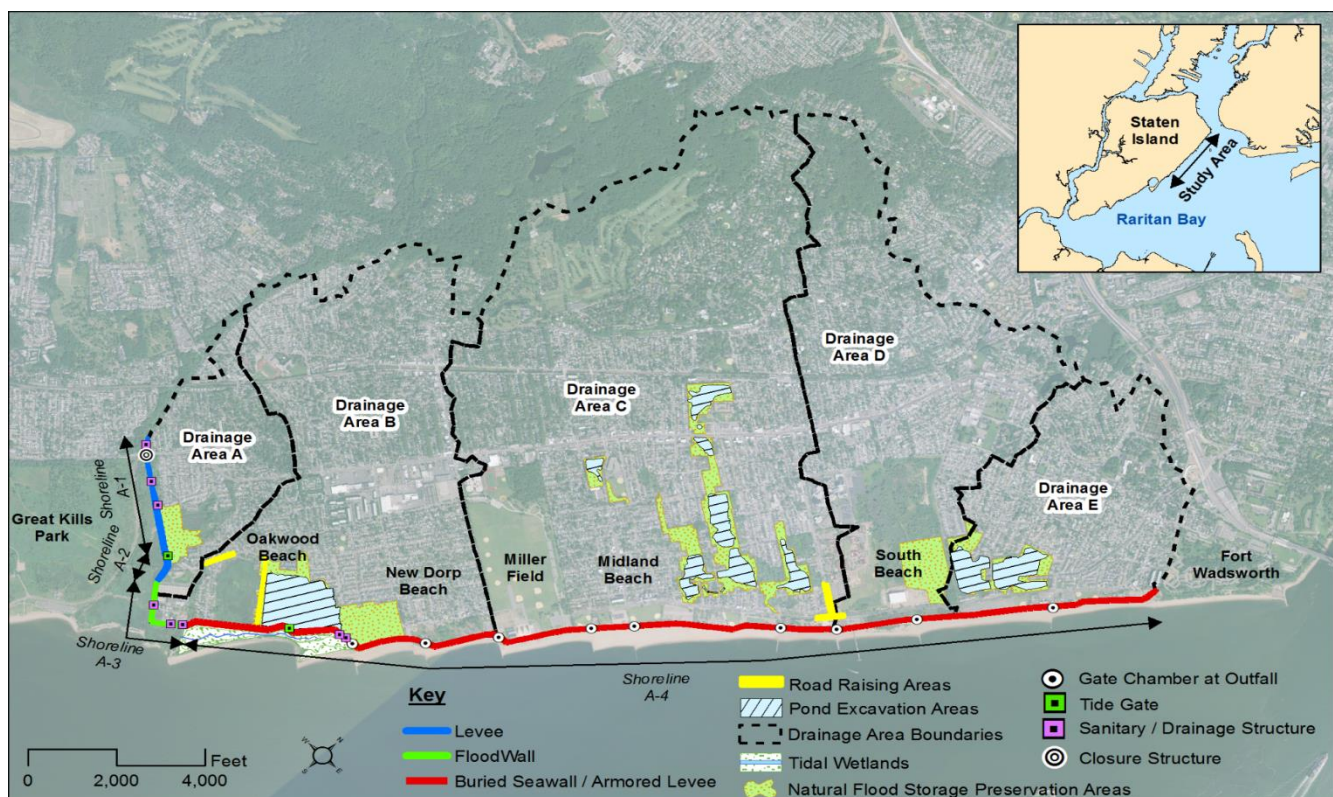 Staten
Island
Study Area
Raritan Bay
Drainage
Area D
Drainage
Area C
Drainage
Area B
Drainage
Area A
Drainage
Area E
Shoreline
A-1
Great Kills
Park
Shoreline
A-2
Oakwood
Beach
New Dorp
Beach
Miller
Field
Midland
Beach
South
Beach
Fort
Wadsworth
Shoreline
A-3
Shoreline
A-4
Key
Levee
FloodWall
Buried Seawall / Armored Levee
Road Raising Areas
Pond Excavation Areas
Drainage Area Boundaries
Tidal Wetlands
Natural Flood Storage Preservation Areas
Gate Chamber at Outfall
Tide Gate
Sanitary / Drainage Structure
Closure Structure
Feet
0 2,000 4,000
W N
S E